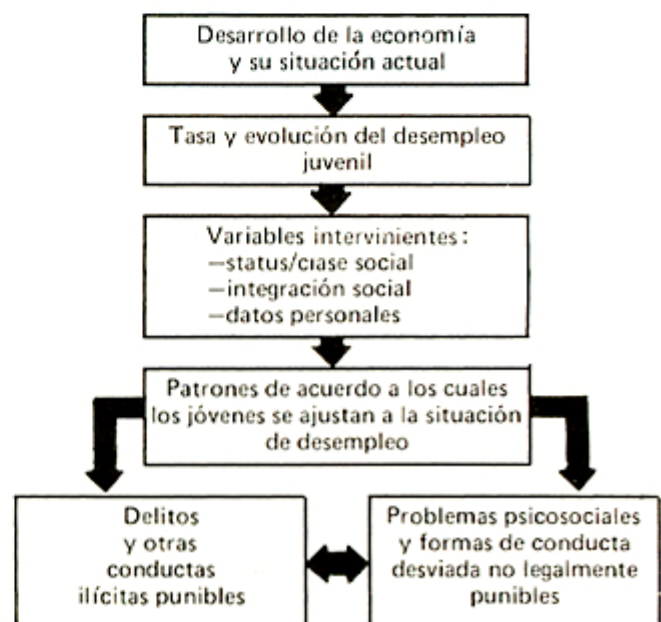 Desarrollo de la economía
y su situación actual
Tasa y evolución del desempleo
juvenil
Variables intervinientes:
—status/clase social
—integración social
—datos personales
Patrones de acuerdo a los cuales
los jóvenes se ajustan a la situación
de desempleo
Delitos
y otras
conductas
ilícitas punibles
Problemas psicosociales
y formas de conducta
desviada no legalmente
punibles